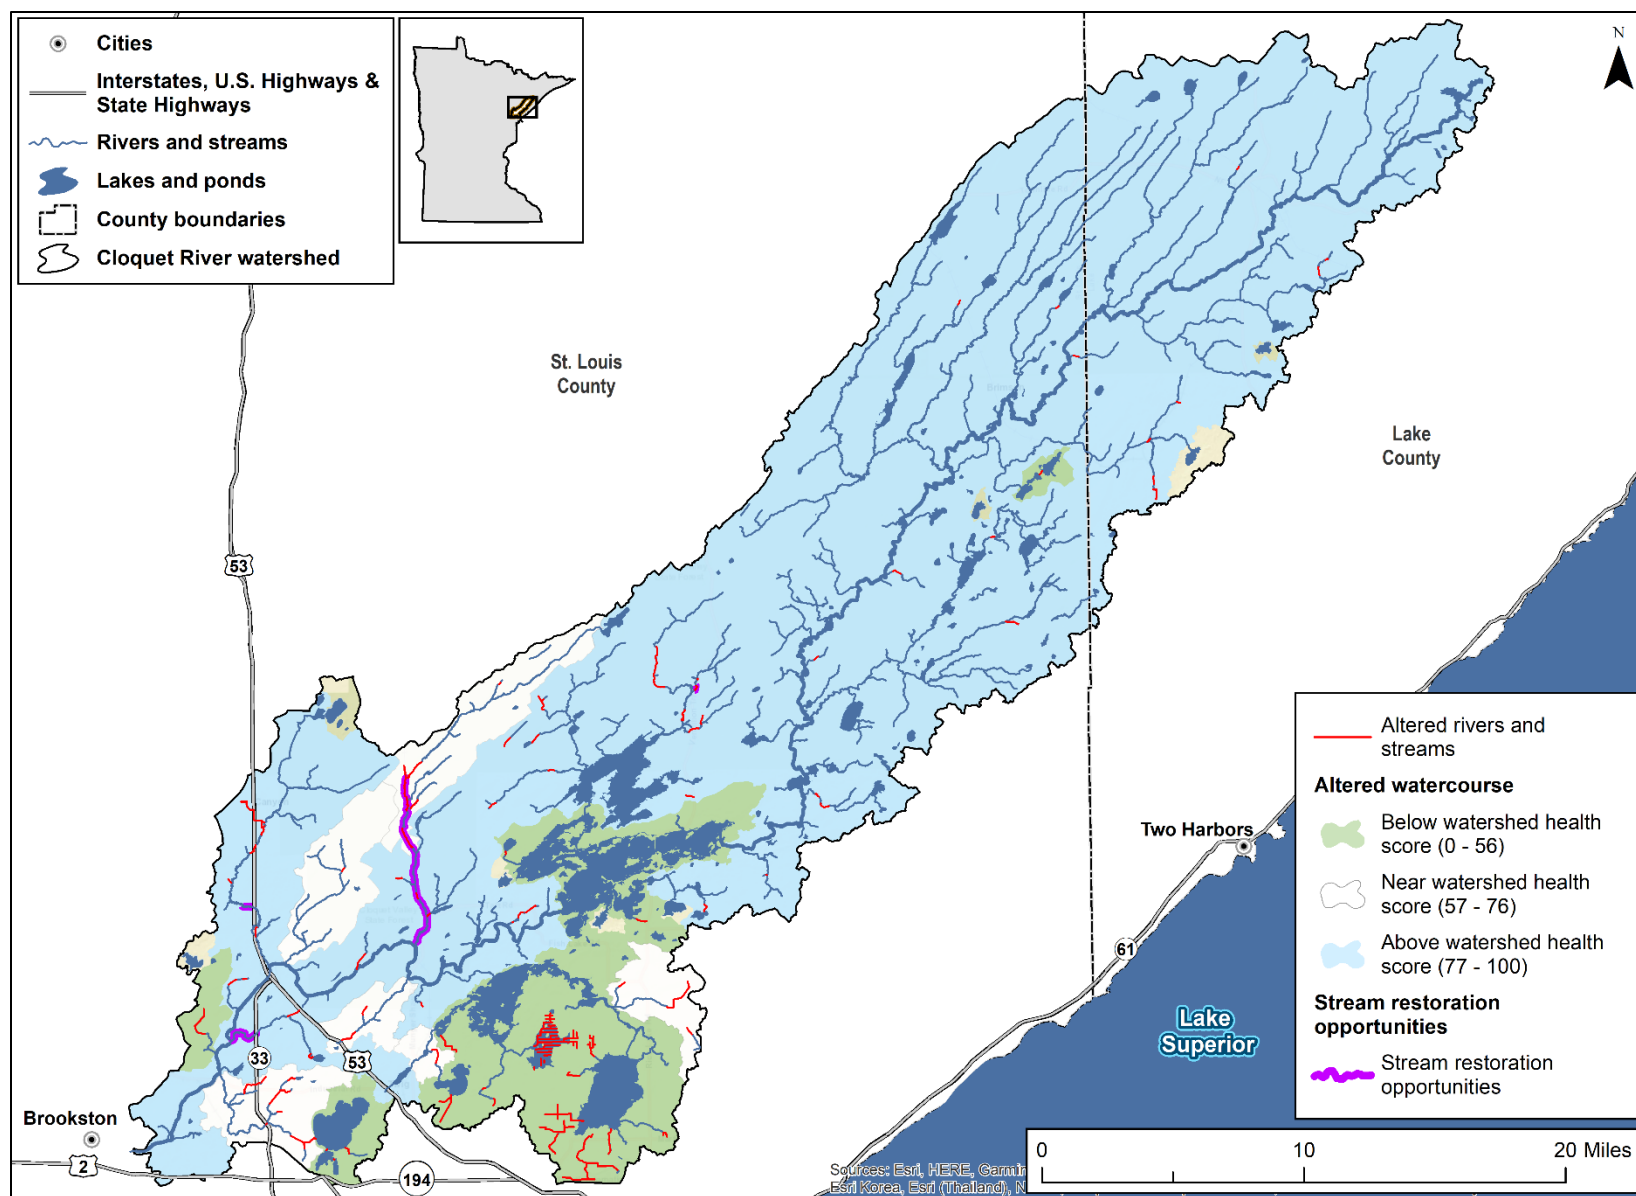 Cities
Interstates, U.S. Highways &
State Highways
Rivers and streams
Lakes and ponds
County boundaries
Cloquet River watershed
N
St. Louis
County
Lake
County
53
Two Harbors
61
Lake
Superior
33
53
Brookston
2
194
Altered rivers and
streams
Altered watercourse
Below watershed health
score (0 - 56)
Near watershed health
score (57 - 76)
Above watershed health
score (77 - 100)
Stream restoration
opportunities
Stream restoration
opportunities
0 10 20 Miles
Sources: Esri, HERE, Garmin
Esri Korea, Esri (Thailand), N